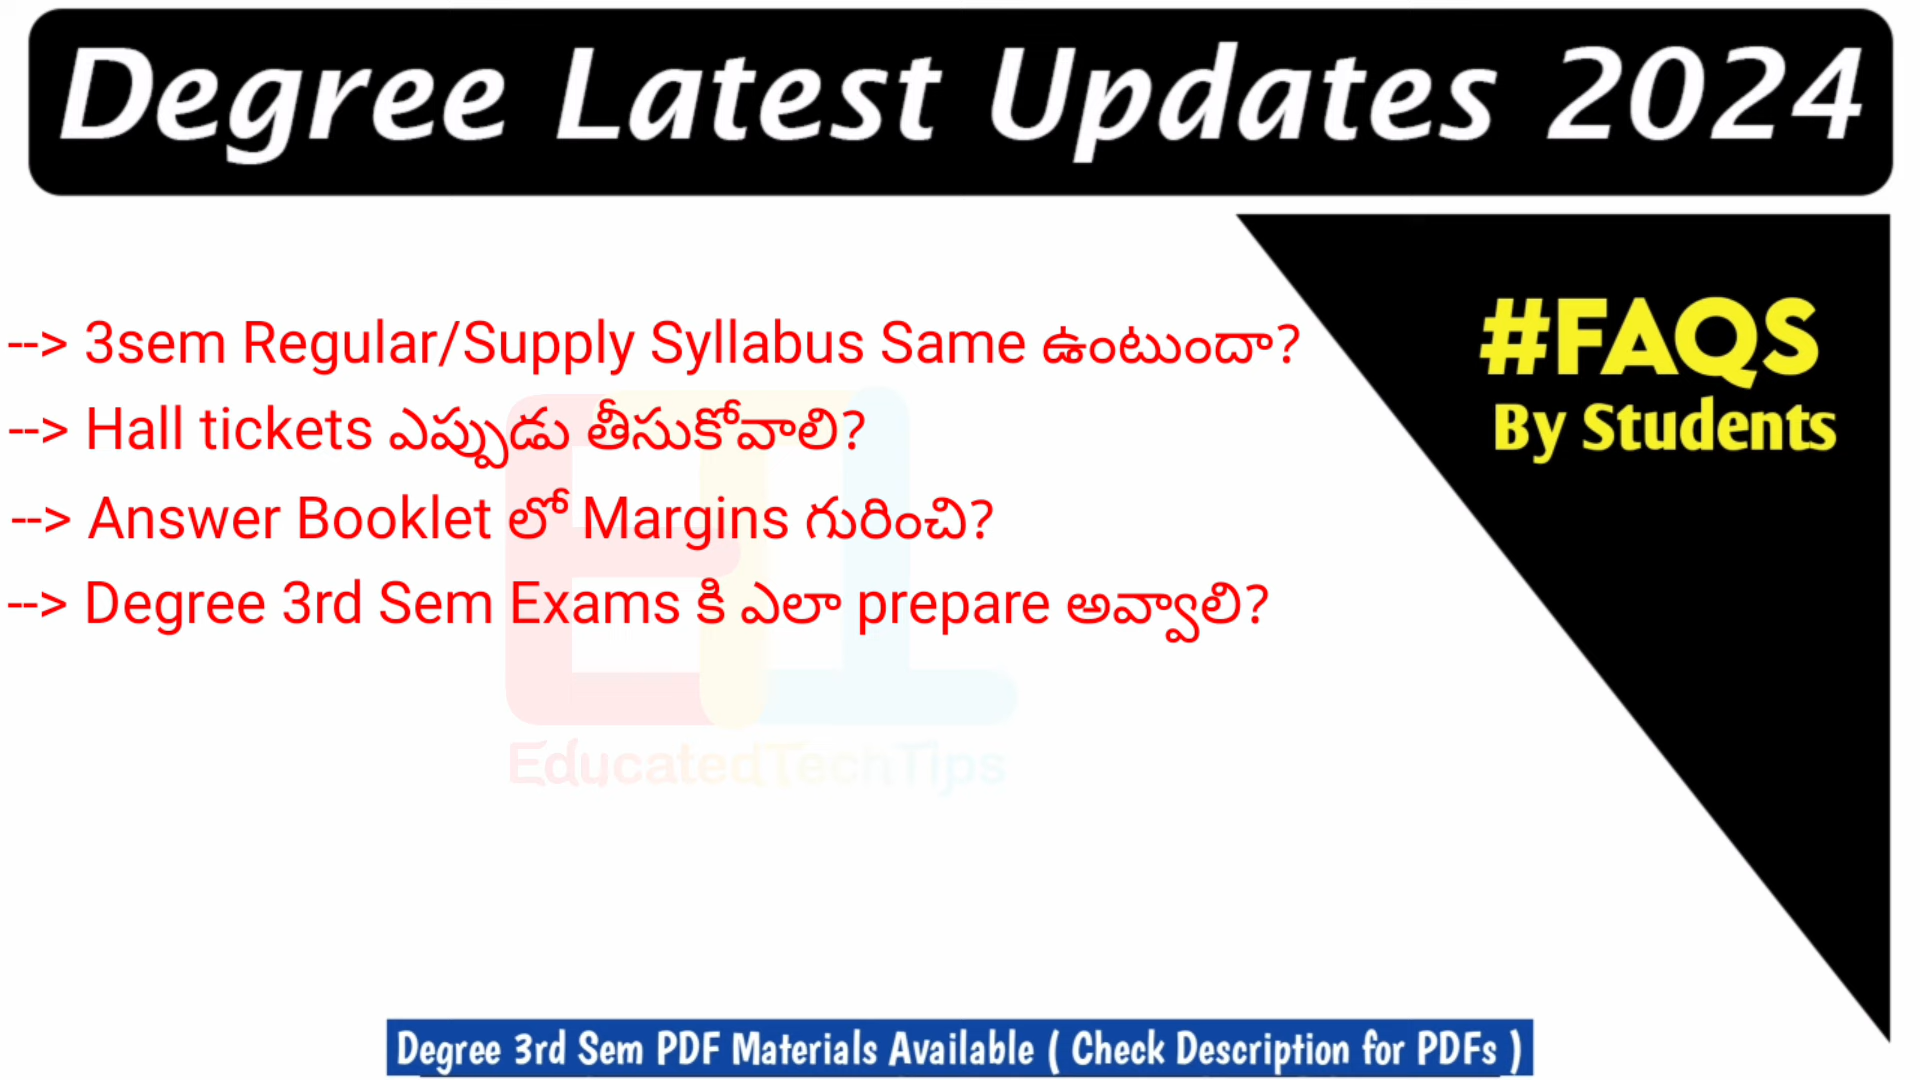 Degree Latest Updates 2024
#FAQS
By Students
--> 3sem Regular/Supply Syllabus Same ఉంటుందా?
--> Hall tickets ఎప్పుడు తీసుకోవాలి?
--> Answer Booklet లో Margins గురించి?
--> Degree 3rd Sem Exams కి ఎలా prepare అవ్వాలి?
EducatedTechTips
Degree 3rd Sem PDF Materials Available ( Check Description for PDFs )